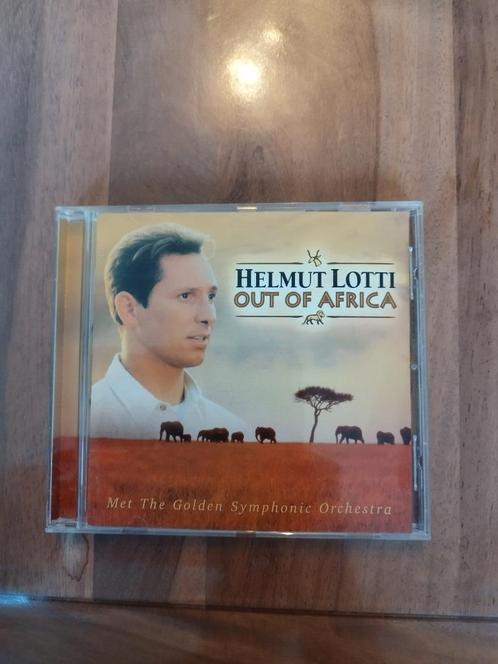 HELMUT LOTTI
OUT OF AFRICA
Met The Golden Symphonic Orchestra